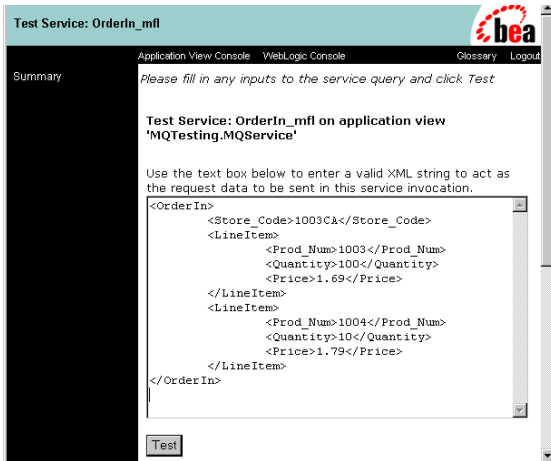 Test Service: OrderIn_mfl
bea
Application View Console WebLogic Console Glossary Logout
Summary
Please fill in any inputs to the service query and click Test
Test Service: OrderIn_mfl on application view
'MQTesting.MQService'
Use the text box below to enter a valid XML string to act as
the request data to be sent in this service invocation.
<OrderIn>
<Store_Code>1003CA</Store_Code>
<LineItem>
<Prod_Num>1003</Prod_Num>
<Quantity>100</Quantity>
<Price>1.69</Price>
</LineItem>
<LineItem>
<Prod_Num>1004</Prod_Num>
<Quantity>10</Quantity>
<Price>1.79</Price>
</LineItem>
</OrderIn>
Test